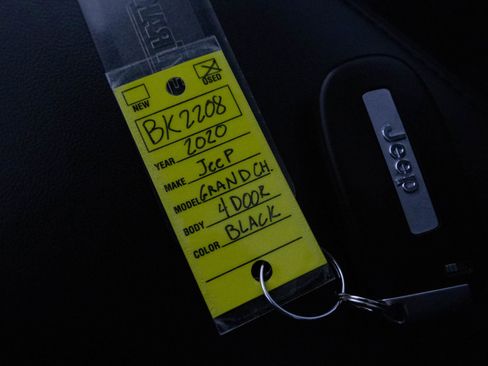 NEW
USED
BK2208
YEAR 2020
MAKE JeeP
MODEL GRAND CH.
BODY 4 DOOR
COLOR BLACK
Jeep